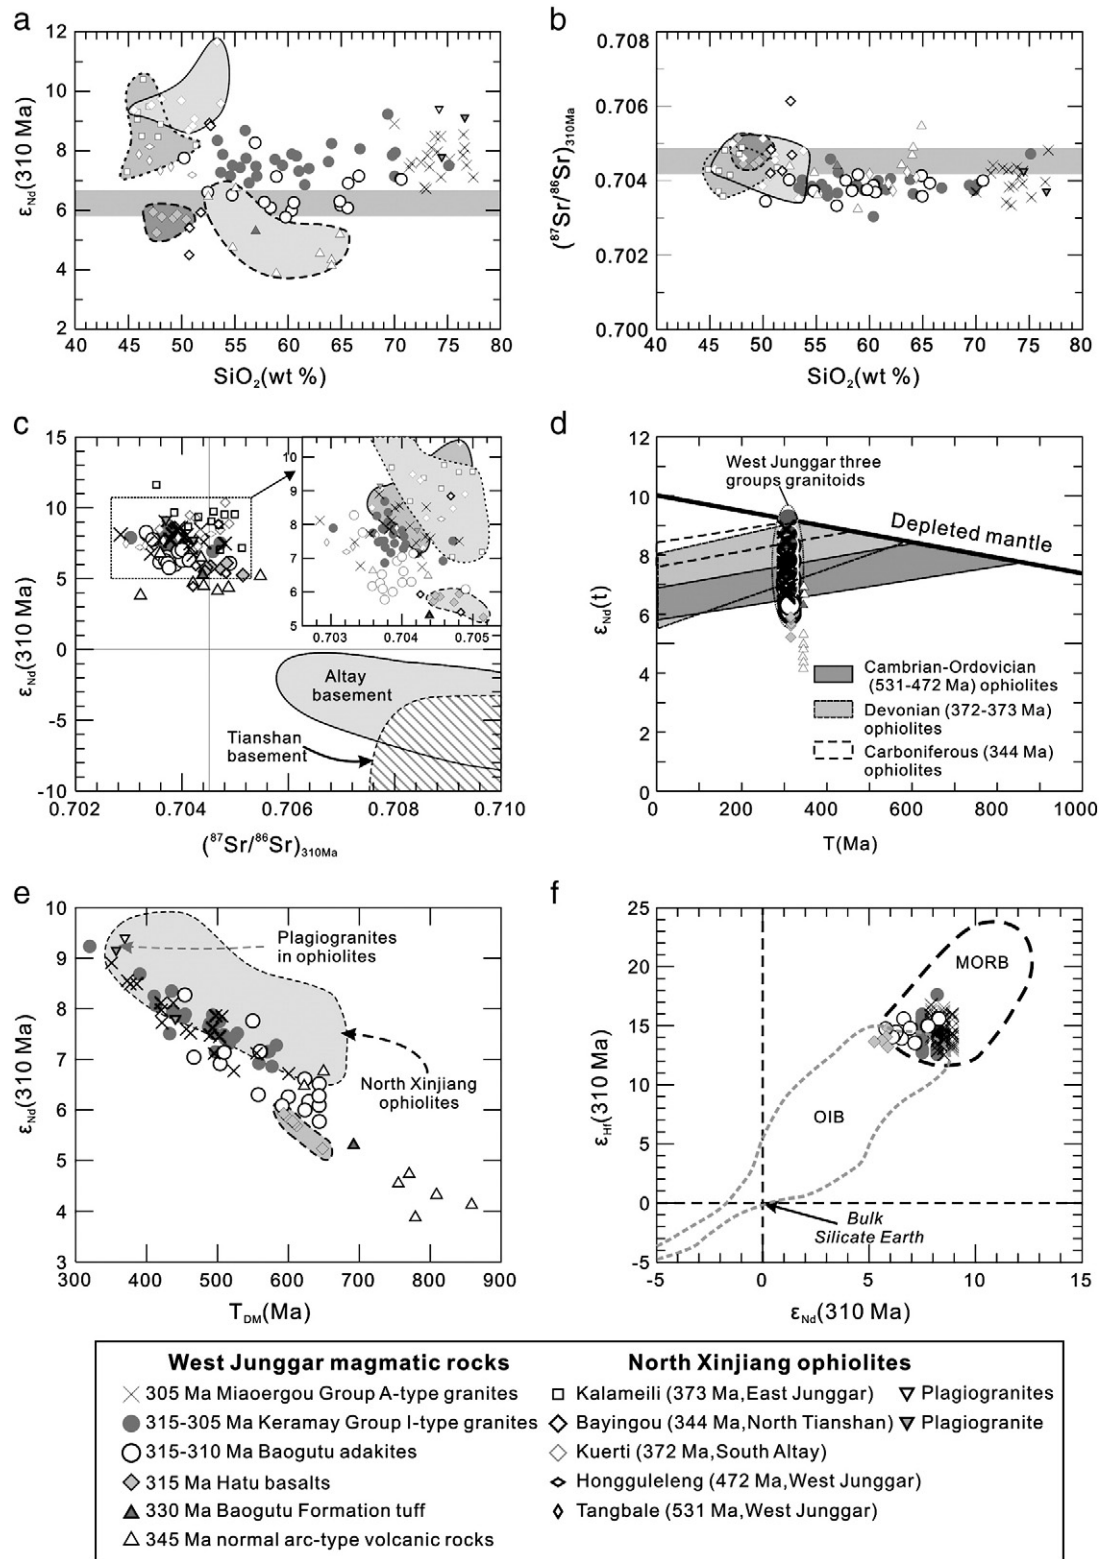 a
12
10
8
6
4
2
40 45 50 55 60 65 70 75 80
SiO₂(wt %)
εNd(310 Ma)
b
0.708
0.706
0.704
0.702
0.700
40 45 50 55 60 65 70 75 80
SiO₂(wt %)
(⁸⁷Sr/⁸⁶Sr)310Ma
c
15
10
5
0
-5
-10
0.702 0.704 0.706 0.708 0.710
(⁸⁷Sr/⁸⁶Sr)310Ma
εNd(310 Ma)
10
9
8
7
6
5
0.703 0.704 0.705
Altay
basement
Tianshan
basement
d
12
10
8
6
4
2
0
0 200 400 600 800 1000
T(Ma)
εNd(t)
West Junggar three
groups granitoids
Depleted mantle
Cambrian-Ordovician
(531-472 Ma) ophiolites
Devonian (372-373 Ma)
ophiolites
Carboniferous (344 Ma)
ophiolites
e
10
9
8
7
6
5
4
3
300 400 500 600 700 800 900
TDM(Ma)
εNd(310 Ma)
Plagiogranites
in ophiolites
North Xinjiang
ophiolites
f
25
20
15
10
5
0
-5
-5 0 5 10 15
εNd(310 Ma)
εHf(310 Ma)
MORB
OIB
Bulk
Silicate Earth
West Junggar magmatic rocks
305 Ma Miaoergou Group A-type granites
315-305 Ma Keramay Group I-type granites
315-310 Ma Baogutu adakites
315 Ma Hatu basalts
330 Ma Baogutu Formation tuff
345 Ma normal arc-type volcanic rocks
North Xinjiang ophiolites
Kalameili (373 Ma,East Junggar) Plagiogranites
Bayingou (344 Ma,North Tianshan) Plagiogranite
Kuerti (372 Ma,South Altay)
Hongguleleng (472 Ma,West Junggar)
Tangbale (531 Ma,West Junggar)